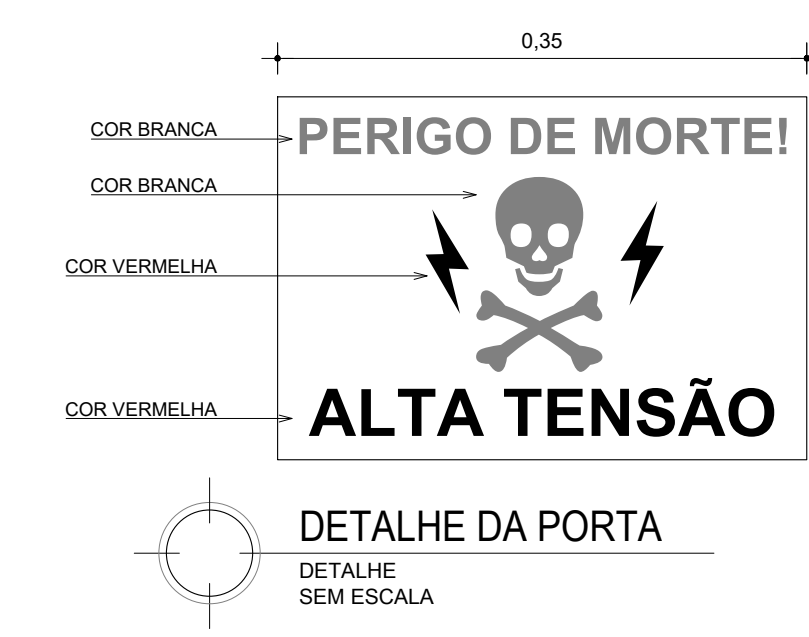 0,35
COR BRANCA
PERIGO DE MORTE!
COR BRANCA
COR VERMELHA
COR VERMELHA
ALTA TENSÃO
DETALHE DA PORTA
DETALHE
SEM ESCALA